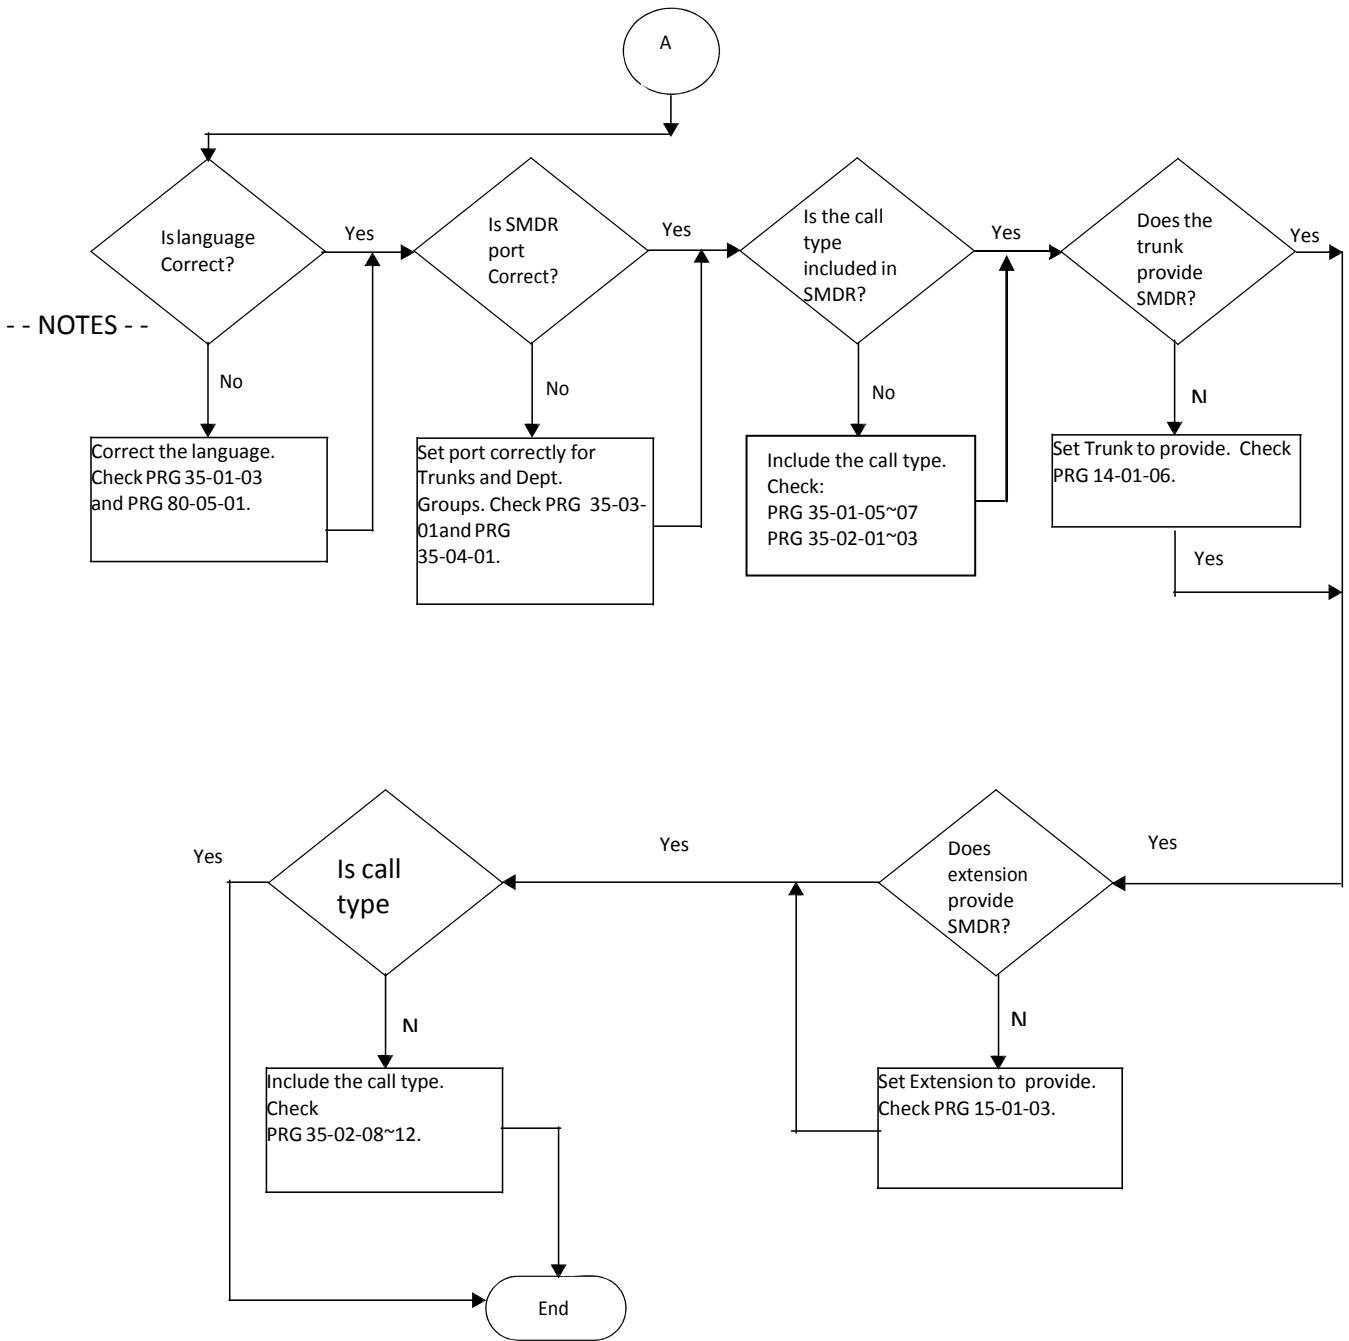 A
Is language
Correct?
Yes
Is SMDR
port
Correct?
Yes
Is the call
type
included in
SMDR?
Yes
Does the
trunk
provide
SMDR?
Yes
- - NOTES - -
No
No
No
N
Correct the language.
Check PRG 35-01-03
and PRG 80-05-01.
Set port correctly for
Trunks and Dept.
Groups. Check PRG 35-03-
01and PRG
35-04-01.
Include the call type.
Check:
PRG 35-01-05~07
PRG 35-02-01~03
Set Trunk to provide. Check
PRG 14-01-06.
Yes
Yes
Is call
type
Yes
Does
extension
provide
SMDR?
Yes
N
N
Include the call type.
Check
PRG 35-02-08~12.
Set Extension to provide.
Check PRG 15-01-03.
End